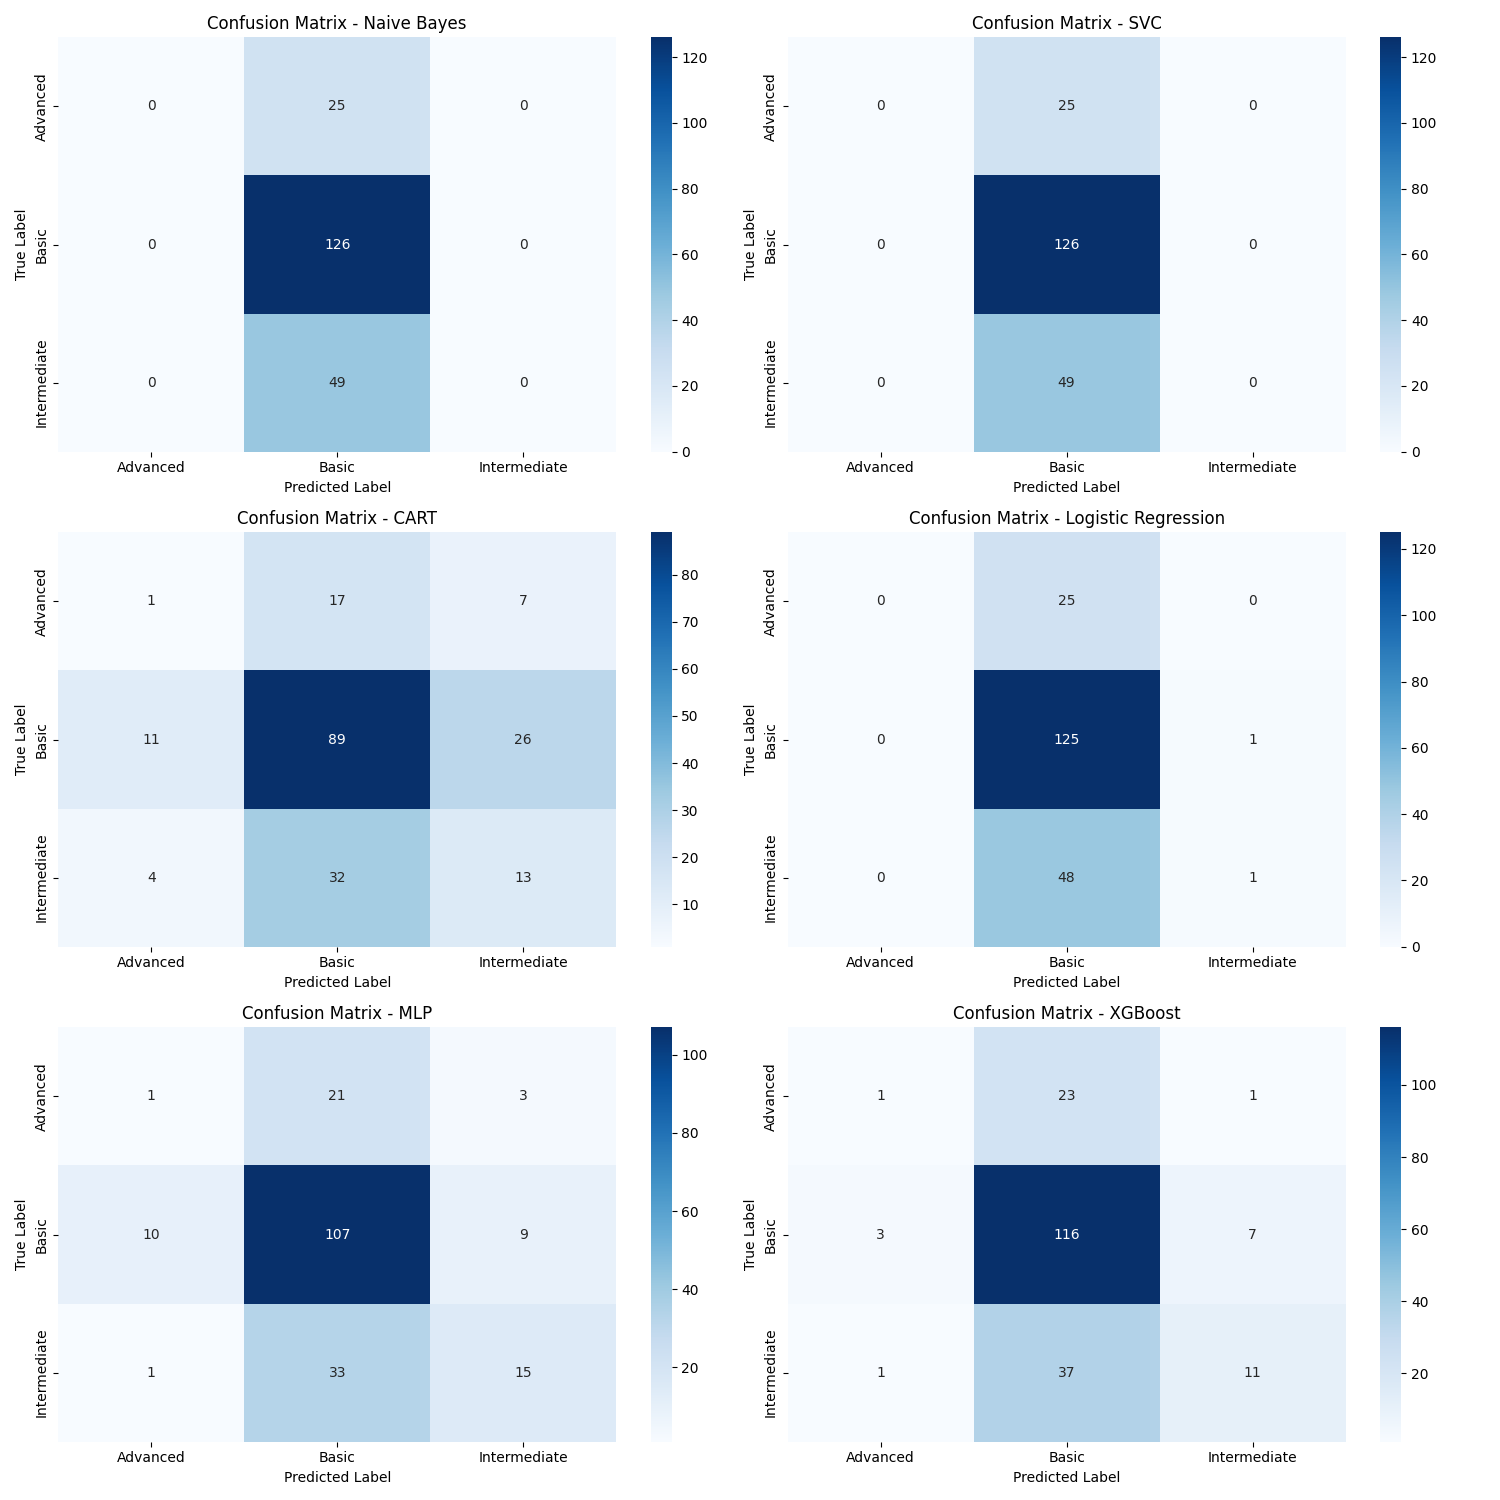 Confusion Matrix - Naive Bayes
True Label
Advanced
Basic
Intermediate
0 25 0
0 126 0
0 49 0
Advanced Basic Intermediate
Predicted Label
120
100
80
60
40
20
0
Confusion Matrix - SVC
True Label
Advanced
Basic
Intermediate
0 25 0
0 126 0
0 49 0
Advanced Basic Intermediate
Predicted Label
120
100
80
60
40
20
0
Confusion Matrix - CART
True Label
Advanced
Basic
Intermediate
1 17 7
11 89 26
4 32 13
Advanced Basic Intermediate
Predicted Label
80
70
60
50
40
30
20
10
Confusion Matrix - Logistic Regression
True Label
Advanced
Basic
Intermediate
0 25 0
0 125 1
0 48 1
Advanced Basic Intermediate
Predicted Label
120
100
80
60
40
20
0
Confusion Matrix - MLP
True Label
Advanced
Basic
Intermediate
1 21 3
10 107 9
1 33 15
Advanced Basic Intermediate
Predicted Label
100
80
60
40
20
Confusion Matrix - XGBoost
True Label
Advanced
Basic
Intermediate
1 23 1
3 116 7
1 37 11
Advanced Basic Intermediate
Predicted Label
100
80
60
40
20